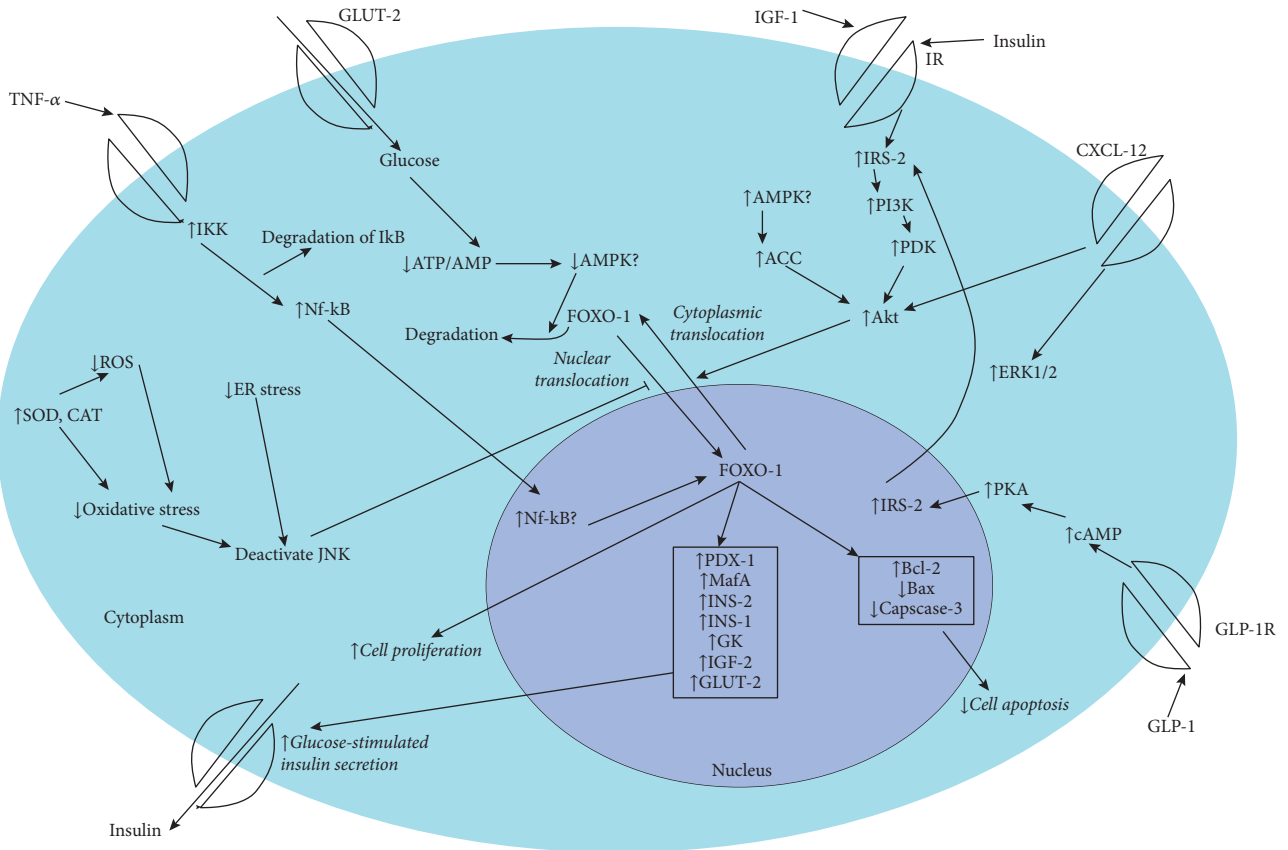 GLUT-2
IGF-1
Insulin
IR
TNF-α
CXCL-12
Glucose
↑IRS-2
↑AMPK?
↑PI3K
↑IKK
Degradation of IkB
↑PDK
↓ATP/AMP
↓AMPK?
↑ACC
↑Nf-kB
FOXO-1
Cytoplasmic
translocation
↑Akt
Degradation
Nuclear
translocation
↓ROS
↑ERK1/2
↓ER stress
↑SOD, CAT
FOXO-1
↓Oxidative stress
↑Nf-kB?
↑IRS-2
↑PKA
↑cAMP
Deactivate JNK
↑PDX-1
↑MafA
↑INS-2
↑INS-1
↑GK
↑IGF-2
↑GLUT-2
↑Bcl-2
↓Bax
↓Capscase-3
Cytoplasm
↑Cell proliferation
GLP-1R
↓Cell apoptosis
GLP-1
↑Glucose-stimulated
insulin secretion
Nucleus
Insulin